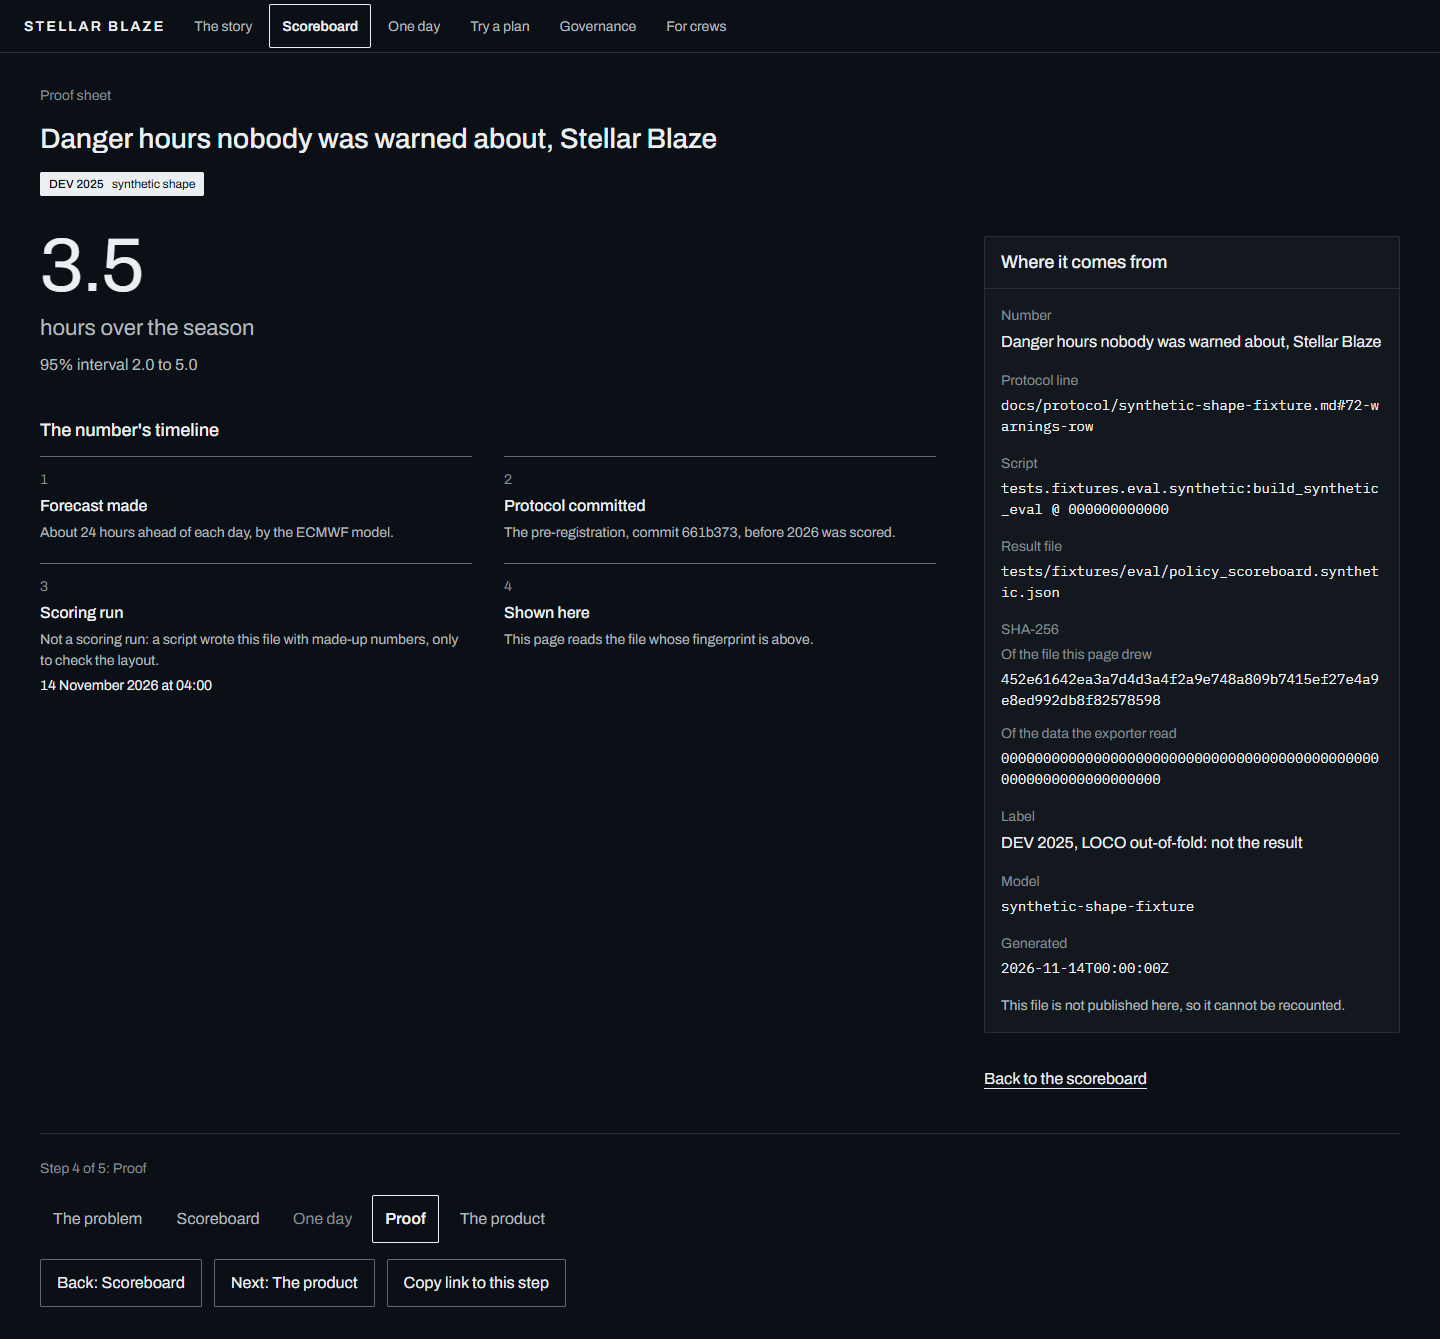 STELLAR BLAZE The story Scoreboard One day Try a plan Governance For crews
Proof sheet
Danger hours nobody was warned about, Stellar Blaze
DEV 2025 synthetic shape
3.5
hours over the season
95% interval 2.0 to 5.0
The number's timeline
1
Forecast made
About 24 hours ahead of each day, by the ECMWF model.
2
Protocol committed
The pre-registration, commit 661b373, before 2026 was scored.
3
Scoring run
Not a scoring run: a script wrote this file with made-up numbers, only
to check the layout.
14 November 2026 at 04:00
4
Shown here
This page reads the file whose fingerprint is above.
Where it comes from
Number
Danger hours nobody was warned about, Stellar Blaze
Protocol line
docs/protocol/synthetic-shape-fixture.md#72-w
arnings-row
Script
tests.fixtures.eval.synthetic:build_synthetic
_eval @ 000000000000
Result file
tests/fixtures/eval/policy_scoreboard.synthet
ic.json
SHA-256
Of the file this page drew
452e61642ea3a7d4d3a4f2a9e748a809b7415ef27e4a9
e8ed992db8f82578598
Of the data the exporter read
000000000000000000000000000000000000000000000
0000000000000000000
Label
DEV 2025, LOCO out-of-fold: not the result
Model
synthetic-shape-fixture
Generated
2026-11-14T00:00:00Z
This file is not published here, so it cannot be recounted.
Back to the scoreboard
Step 4 of 5: Proof
The problem Scoreboard One day Proof The product
Back: Scoreboard Next: The product Copy link to this step